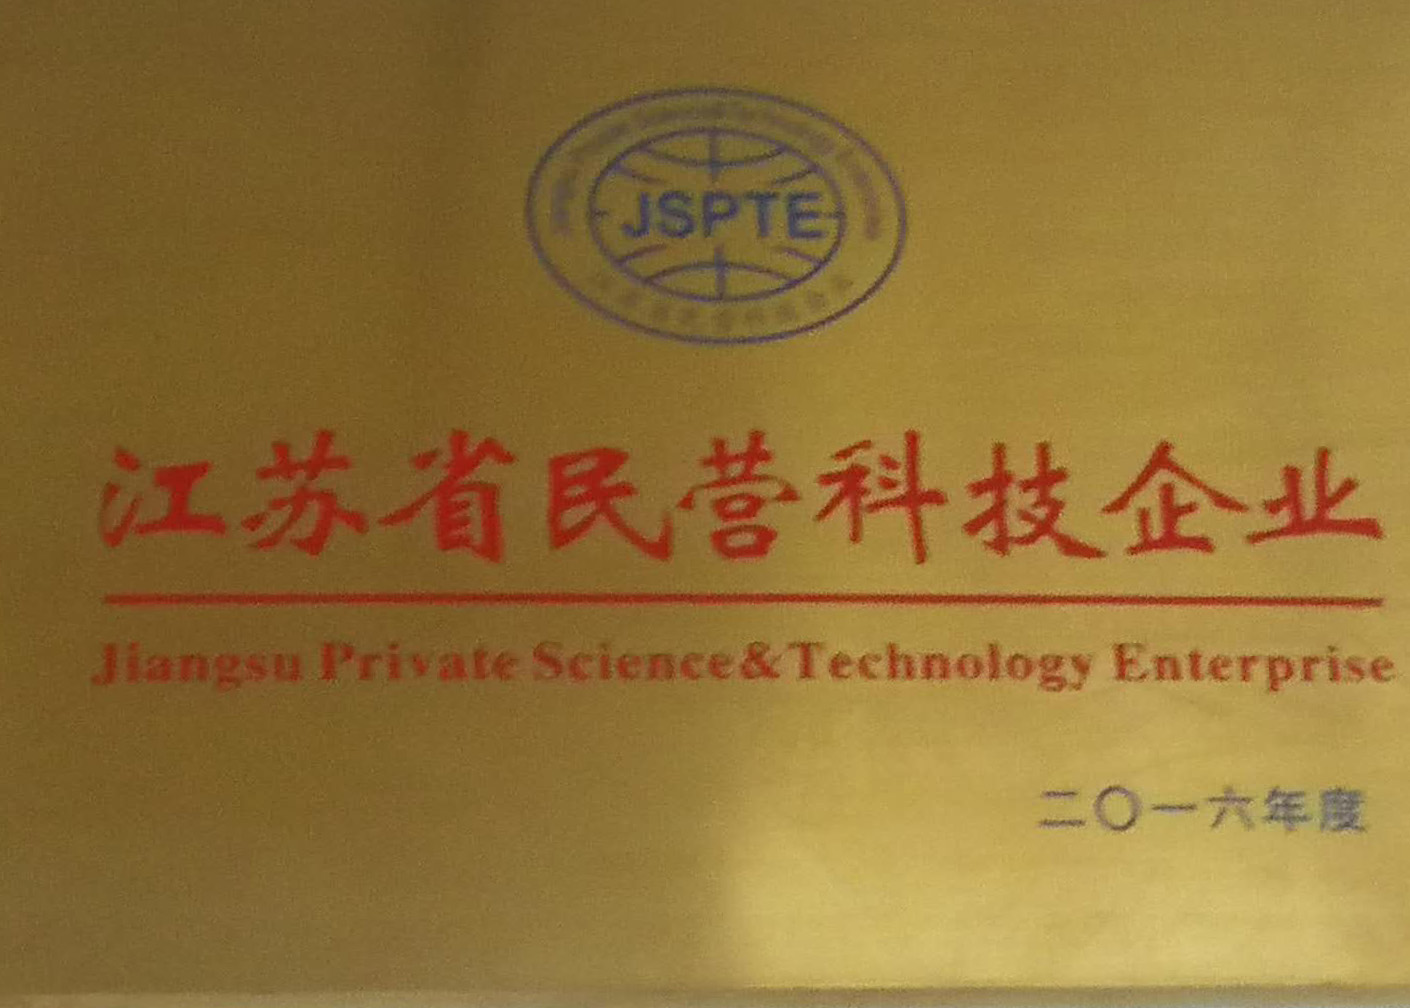 JSPTE
江苏省民营科技企业
Jiangsu Private Science&Technology Enterprise
二〇一六年度